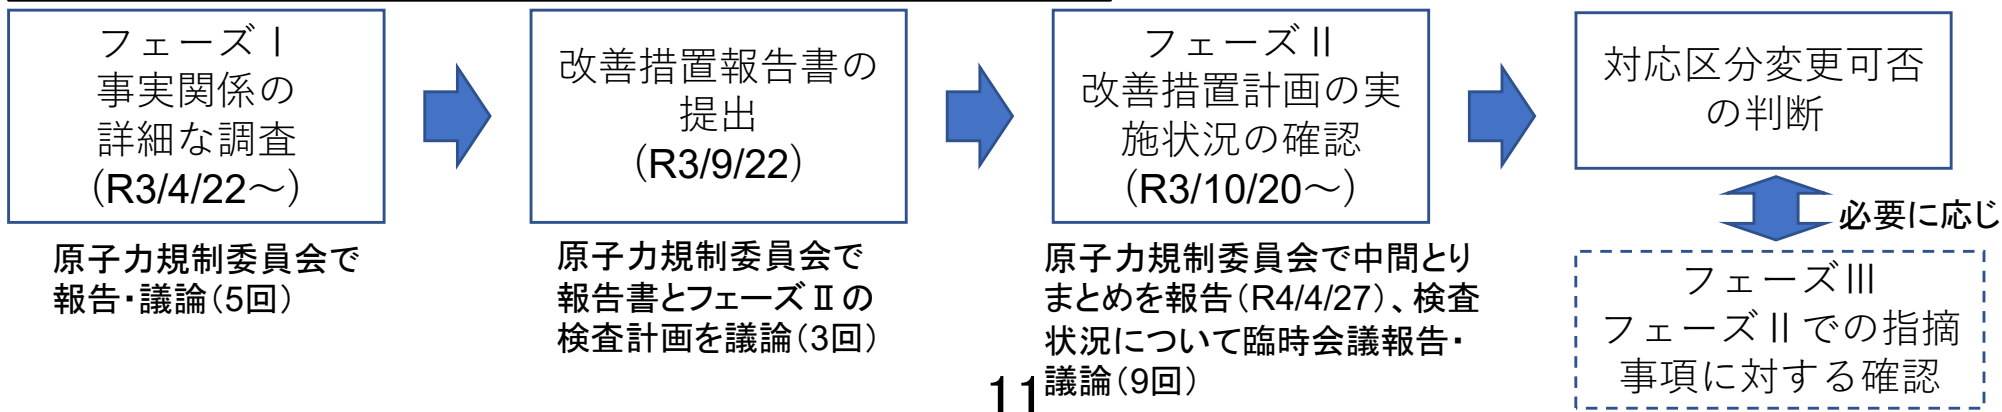 フェーズⅠ
事実関係の
詳細な調査
（R3/4/22～）
原子力規制委員会で
報告・議論（5回）
改善措置報告書の
提出
（R3/9/22）
原子力規制委員会で
報告書とフェーズⅡの
検査計画を議論（3回）
フェーズⅡ
改善措置計画の実
施状況の確認
（R3/10/20～）
原子力規制委員会で中間とり
まとめを報告（R4/4/27）、検査
状況について臨時会議報告・
議論（9回）
対応区分変更可否
の判断
必要に応じ
フェーズⅢ
フェーズⅡでの指摘
事項に対する確認
11